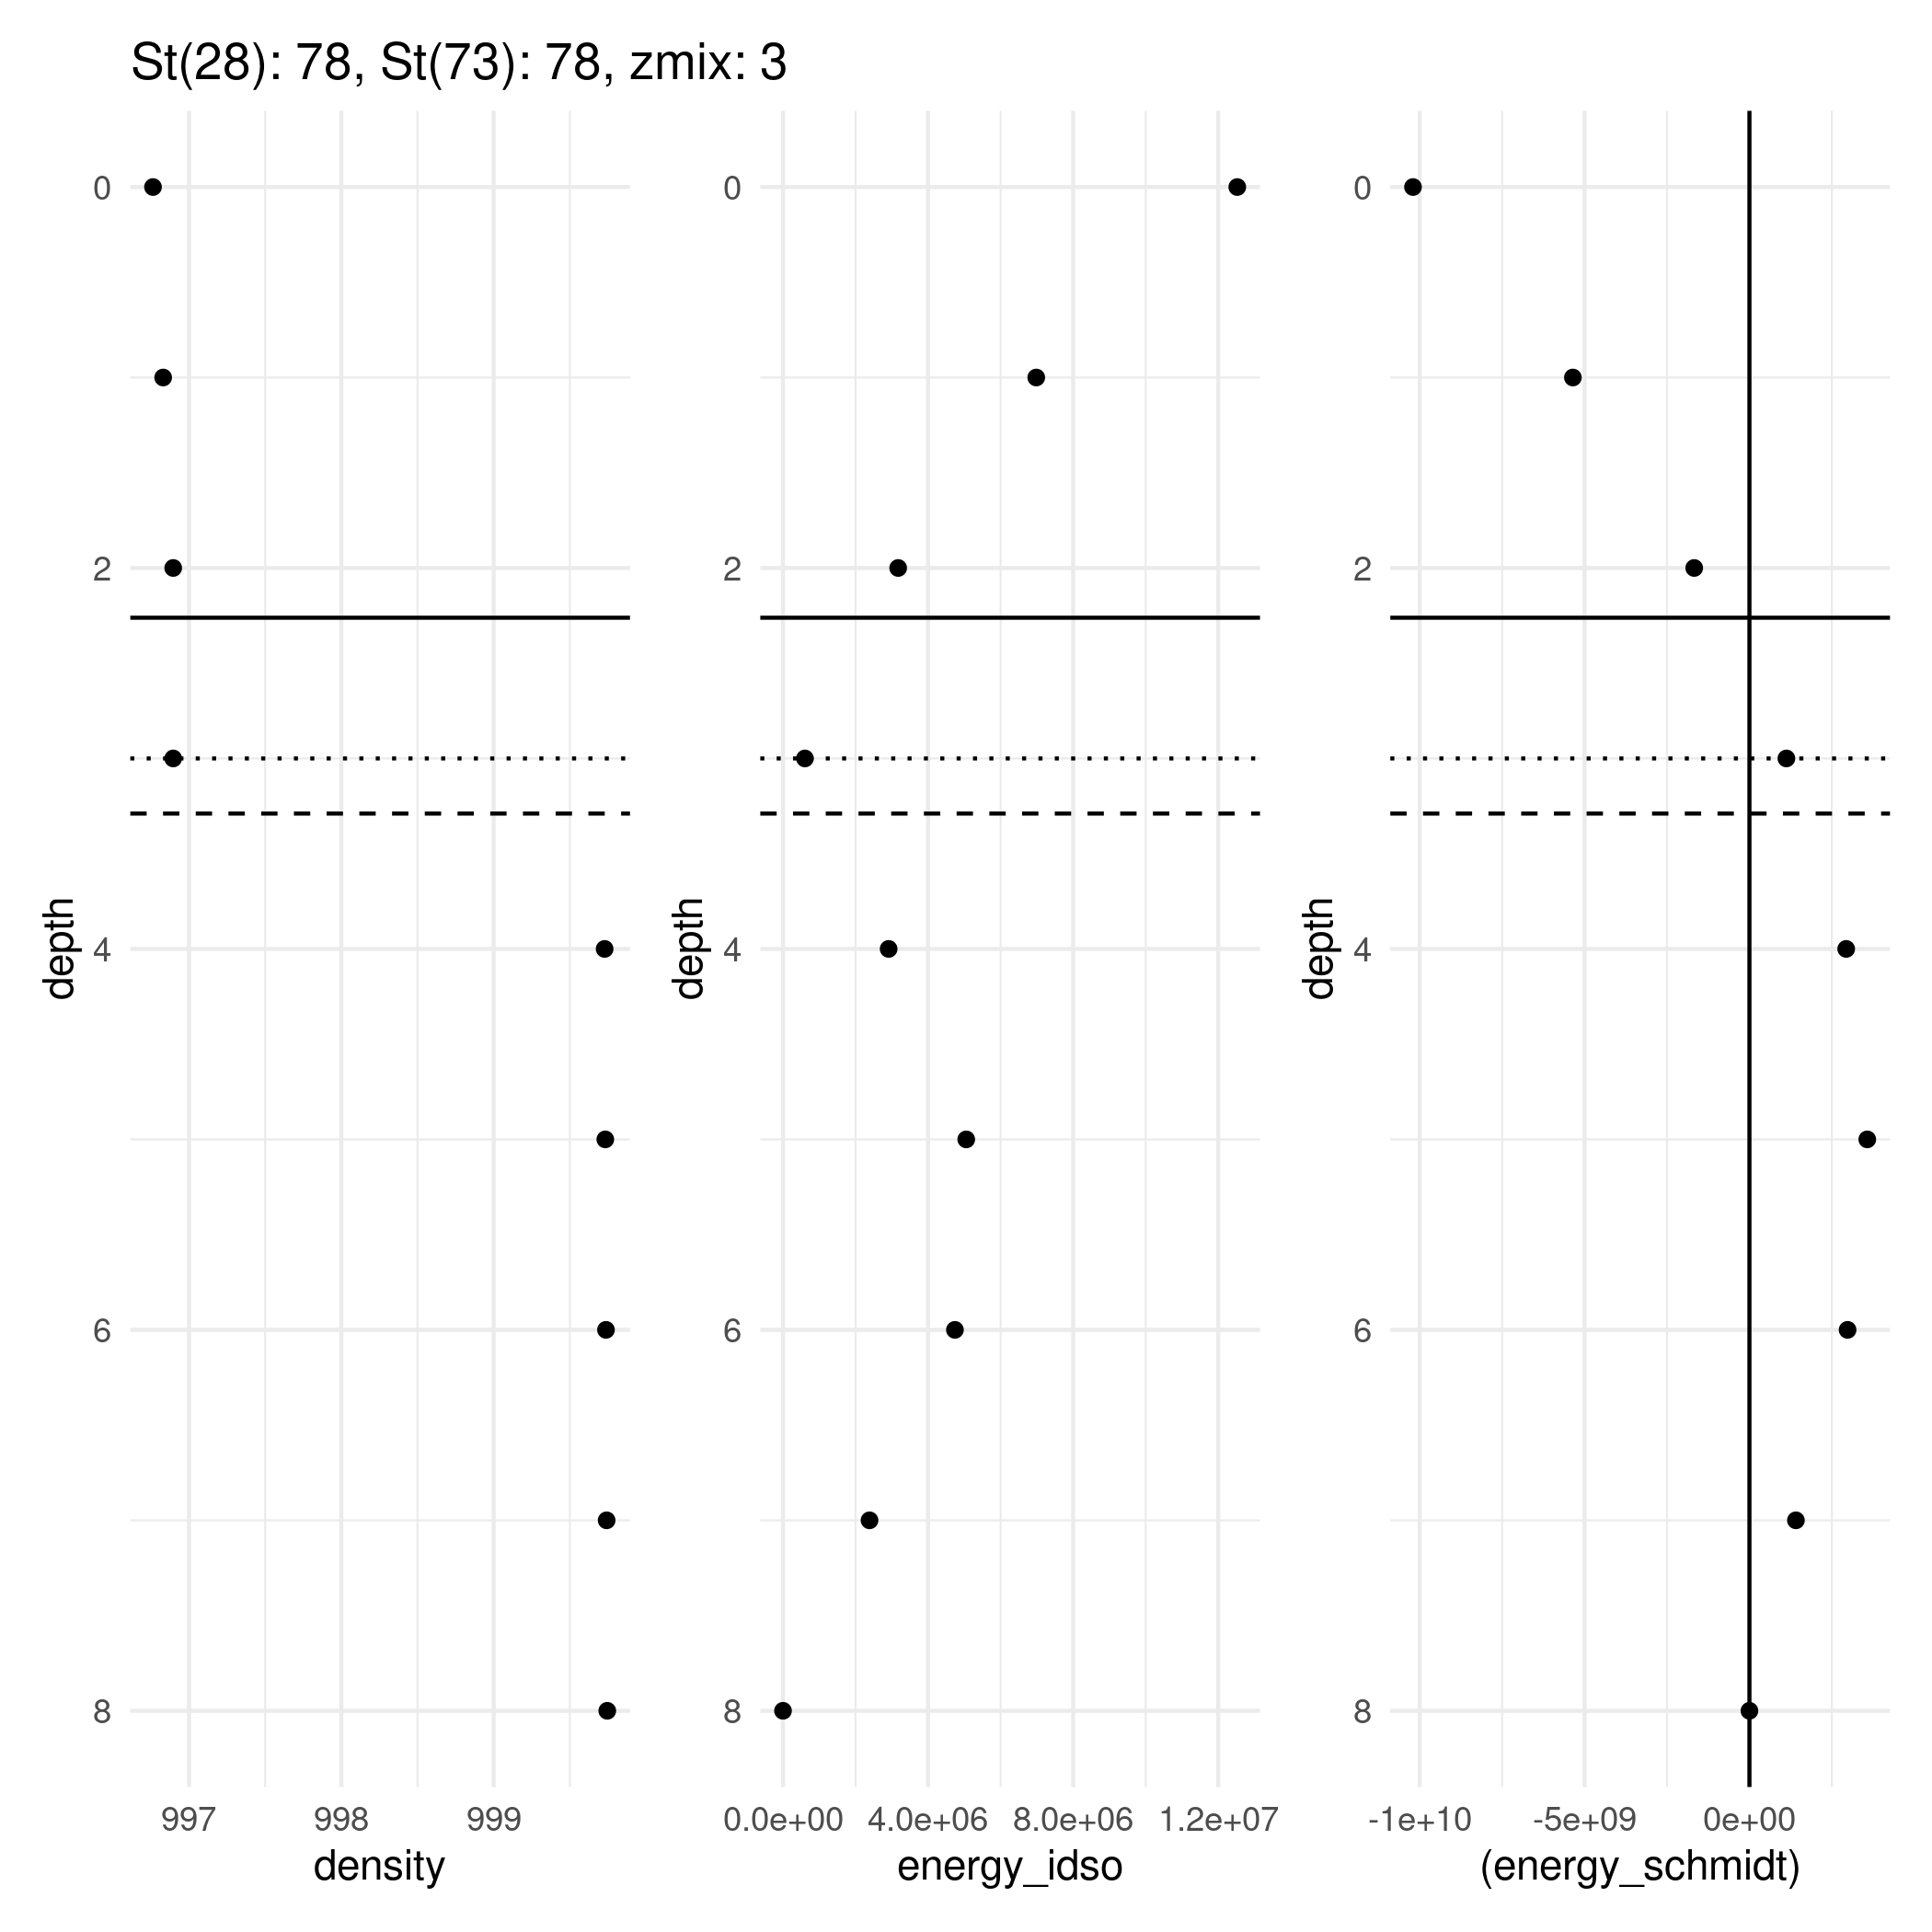 St(28): 78, St(73): 78, zmix: 3
depth
0
2
4
6
8
997 998 999
density
depth
0
2
4
6
8
0.0e+00 4.0e+06 8.0e+06 1.2e+07
energy_idso
depth
0
2
4
6
8
-1e+10 -5e+09 0e+00
(energy_schmidt)